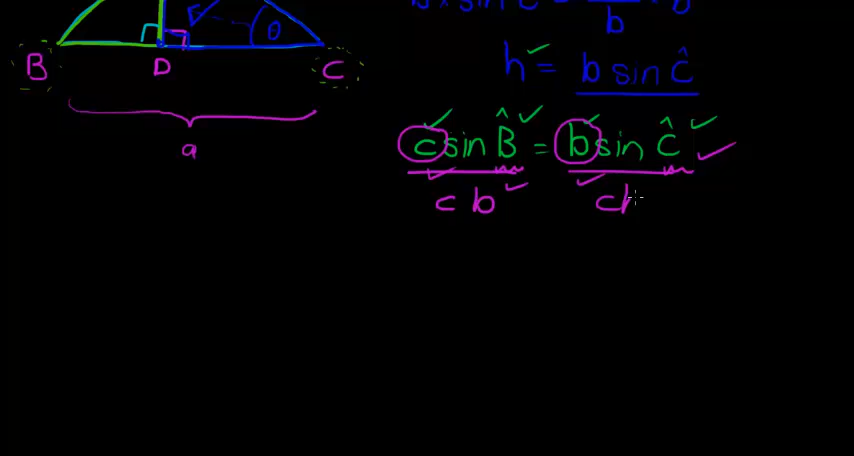 θ
B D C
a
h = b sin Ĉ
c sin B̂ = b sin Ĉ
c b